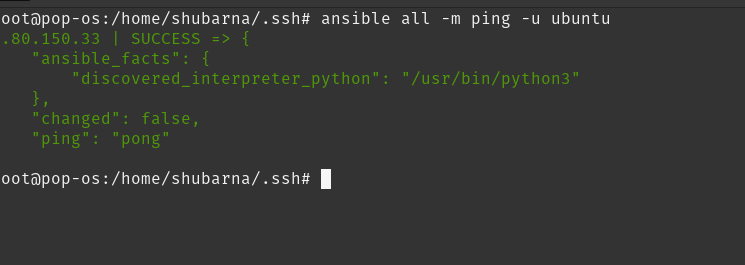 oot@pop-os:/home/shubarna/.ssh# ansible all -m ping -u ubuntu
.80.150.33 | SUCCESS => {
    "ansible_facts": {
        "discovered_interpreter_python": "/usr/bin/python3"
    },
    "changed": false,
    "ping": "pong"
oot@pop-os:/home/shubarna/.ssh#